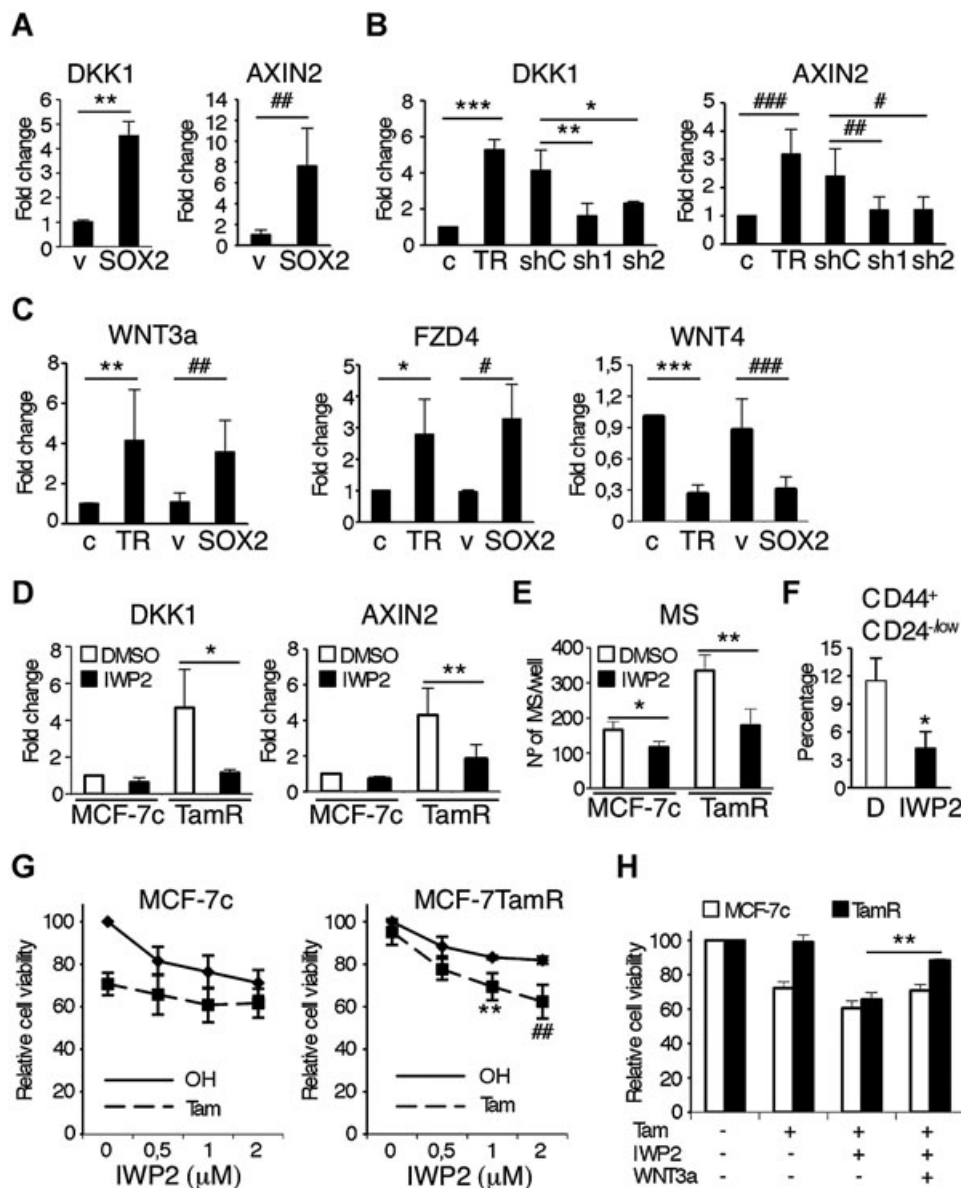 A
DKK1
AXIN2
**
##
Fold change
6
5
4
3
2
1
0
v SOX2
Fold change
14
12
10
8
6
4
2
0
v SOX2
B
DKK1
AXIN2
***
*
**
Fold change
8
6
4
2
0
c TR shC sh1 sh2
###
#
##
Fold change
5
4
3
2
1
0
c TR shC sh1 sh2
C
WNT3a
FZD4
WNT4
**
##
Fold change
8
6
4
2
0
c TR v SOX2
*
#
Fold change
5
4
3
2
1
0
c TR v SOX2
***
###
Fold change
1,5
1,2
0,9
0,6
0,3
0
c TR v SOX2
D
DKK1
AXIN2
DMSO
IWP2
*
Fold change
8
6
4
2
0
MCF-7c TamR
DMSO
IWP2
**
Fold change
8
6
4
2
0
MCF-7c TamR
E
MS
DMSO
IWP2
*
**
Nº of MS/well
400
300
200
100
0
MCF-7c TamR
F
CD44+
CD24-/low
Percentage
15
12
9
6
3
0
*
D IWP2
G
MCF-7c
MCF-7TamR
Relative cell viability
100
80
60
40
20
0
OH
Tam
0 0,5 1 2
IWP2 (µM)
Relative cell viability
100
80
60
40
20
0
**
##
OH
Tam
0 0,5 1 2
IWP2 (µM)
H
MCF-7c TamR
**
Relative cell viability
100
80
60
40
20
0
Tam - + + +
IWP2 - - + +
WNT3a - - - +